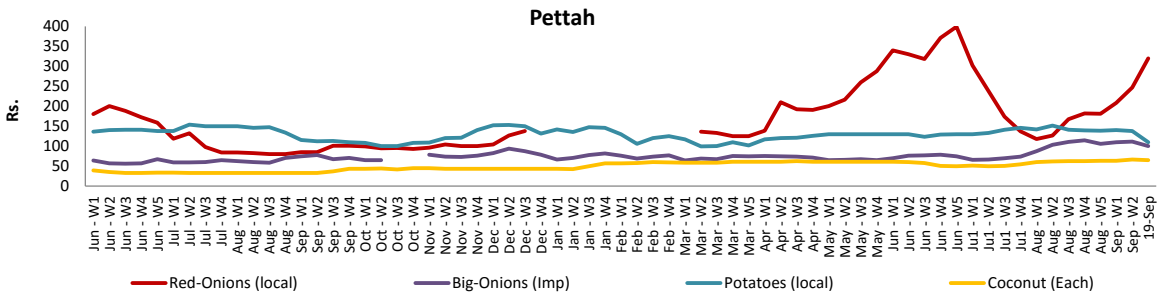 Pettah
Rs.
400
350
300
250
200
150
100
50
0
Jun - W1
Jun - W2
Jun - W3
Jun - W4
Jun - W5
Jul - W1
Jul - W2
Jul - W3
Jul - W4
Aug - W1
Aug - W2
Aug - W3
Aug - W4
Sep - W1
Sep - W2
Sep - W3
Sep - W4
Oct - W1
Oct - W2
Oct - W3
Oct - W4
Nov - W1
Nov - W2
Nov - W3
Nov - W4
Dec - W1
Dec - W2
Dec - W3
Dec - W4
Jan - W1
Jan - W2
Jan - W3
Jan - W4
Feb - W1
Feb - W2
Feb - W3
Feb - W4
Mar - W1
Mar - W2
Mar - W3
Mar - W4
Mar - W5
Apr - W1
Apr - W2
Apr - W3
Apr - W4
May - W1
May - W2
May - W3
May - W4
Jun - W1
Jun - W2
Jun - W3
Jun - W4
Jun - W5
Ju1 - W1
Ju1 - W2
Ju1 - W3
Ju1 - W4
Aug - W1
Aug - W2
Aug - W3
Aug - W4
Aug - W5
Sep - W1
Sep - W2
19-Sep
Red-Onions (local)
Big-Onions (Imp)
Potatoes (local)
Coconut (Each)